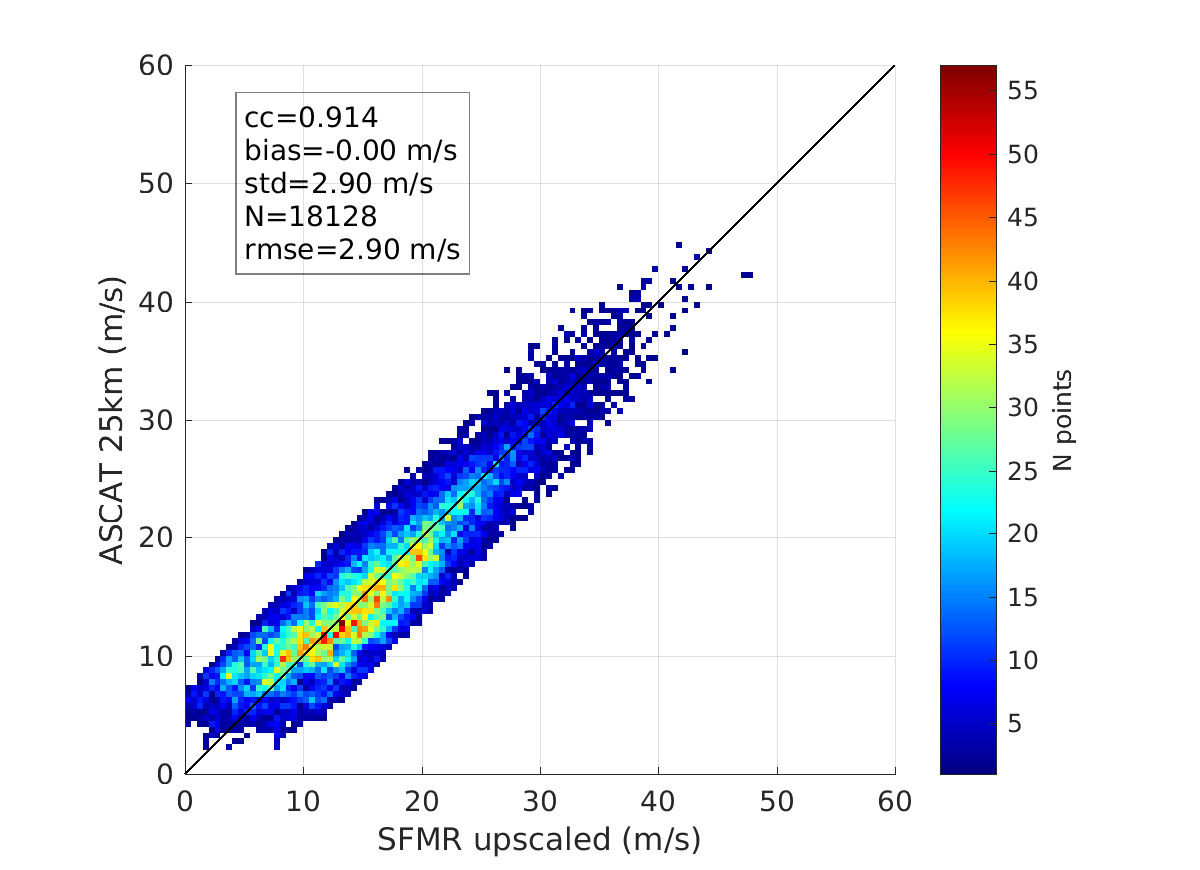 cc=0.914
bias=-0.00 m/s
std=2.90 m/s
N=18128
rmse=2.90 m/s
60
50
40
30
20
10
0
ASCAT 25km (m/s)
0 10 20 30 40 50 60
SFMR upscaled (m/s)
55
50
45
40
35
30
25
20
15
10
5
N points